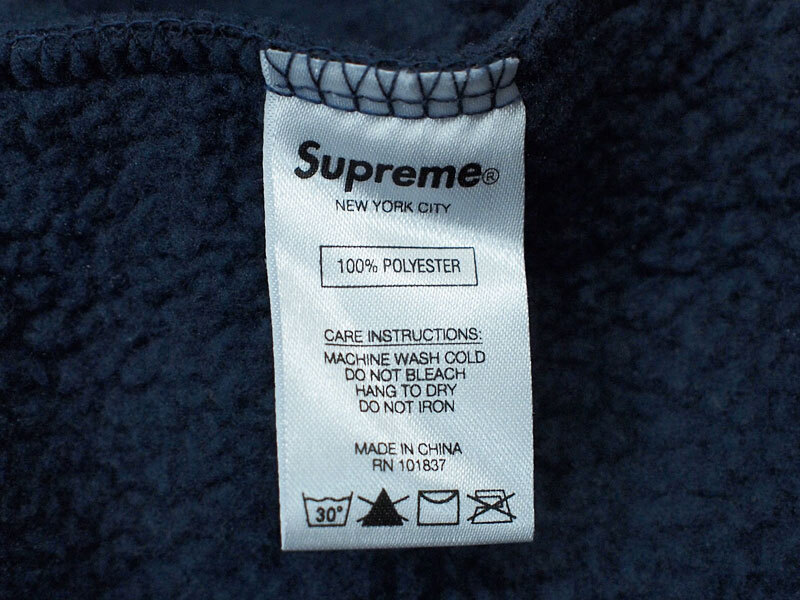 Supreme®
NEW YORK CITY
100% POLYESTER
CARE INSTRUCTIONS:
MACHINE WASH COLD
DO NOT BLEACH
HANG TO DRY
DO NOT IRON
MADE IN CHINA
RN 101837
30°